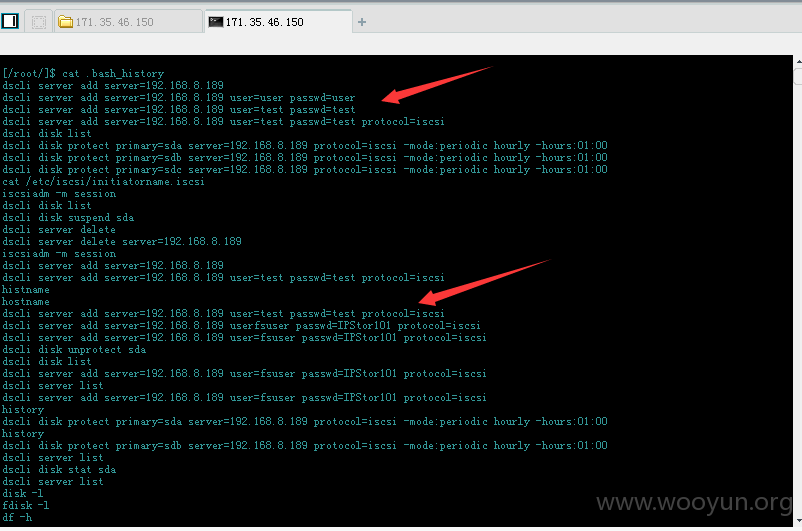 171.35.46.150
171.35.46.150
[/root/]$ cat .bash_history
dscli server add server=192.168.8.189
dscli server add server=192.168.8.189 user=user passwd=user
dscli server add server=192.168.8.189 user=test passwd=test
dscli server add server=192.168.8.189 user=test passwd=test protocol=iscsi
dscli disk list
dscli disk protect primary=sda server=192.168.8.189 protocol=iscsi -mode:periodic hourly -hours:01:00
dscli disk protect primary=sdb server=192.168.8.189 protocol=iscsi -mode:periodic hourly -hours:01:00
dscli disk protect primary=sdc server=192.168.8.189 protocol=iscsi -mode:periodic hourly -hours:01:00
cat /etc/iscsi/initiatorname.iscsi
iscsiadm -m session
dscli disk list
dscli disk suspend sda
dscli server delete
dscli server delete server=192.168.8.189
iscsiadm -m session
dscli server add server=192.168.8.189
dscli server add server=192.168.8.189 user=test passwd=test protocol=iscsi
histname
hostname
dscli server add server=192.168.8.189 user=test passwd=test protocol=iscsi
dscli server add server=192.168.8.189 userfsuser passwd=IPStor101 protocol=iscsi
dscli server add server=192.168.8.189 user=fsuser passwd=IPStor101 protocol=iscsi
dscli disk unprotect sda
dscli disk list
dscli server add server=192.168.8.189 user=fsuser passwd=IPStor101 protocol=iscsi
dscli server list
dscli server add server=192.168.8.189 user=fsuser passwd=IPStor101 protocol=iscsi
history
dscli disk protect primary=sda server=192.168.8.189 protocol=iscsi -mode:periodic hourly -hours:01:00
history
dscli disk protect primary=sdb server=192.168.8.189 protocol=iscsi -mode:periodic hourly -hours:01:00
dscli server list
dscli disk stat sda
dscli server list
disk -l
fdisk -l
df -h
www.wooyun.org